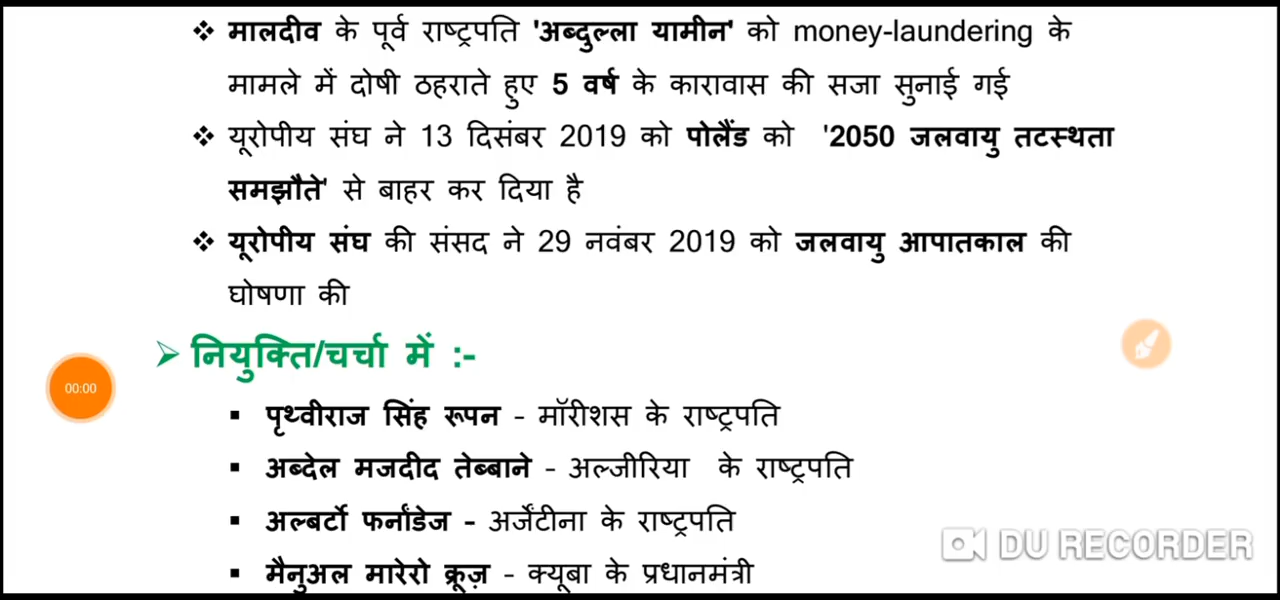 ❖ मालदीव के पूर्व राष्ट्रपति 'अब्दुल्ला यामीन' को money-laundering के
मामले में दोषी ठहराते हुए 5 वर्ष के कारावास की सजा सुनाई गई
❖ यूरोपीय संघ ने 13 दिसंबर 2019 को पोलैंड को '2050 जलवायु तटस्थता
समझौते' से बाहर कर दिया है
❖ यूरोपीय संघ की संसद ने 29 नवंबर 2019 को जलवायु आपातकाल की
घोषणा की
➢ नियुक्ति/चर्चा में :-
00:00
▪ पृथ्वीराज सिंह रूपन - मॉरीशस के राष्ट्रपति
▪ अब्देल मजदीद तेब्बाने - अल्जीरिया के राष्ट्रपति
▪ अल्बर्टो फर्नांडेज - अर्जेंटीना के राष्ट्रपति
▪ मैनुअल मारेरो क्रूज़ - क्यूबा के प्रधानमंत्री
DU RECORDER